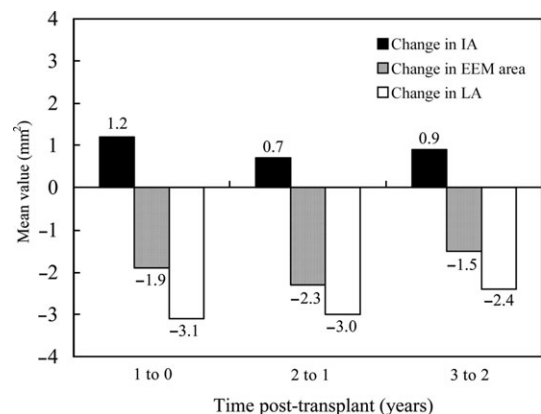 4
3
2
1
0
−1
−2
−3
−4
Mean value (mm²)
Change in IA
Change in EEM area
Change in LA
1.2
−1.9
−3.1
0.7
−2.3
−3.0
0.9
−1.5
−2.4
1 to 0
2 to 1
3 to 2
Time post-transplant (years)